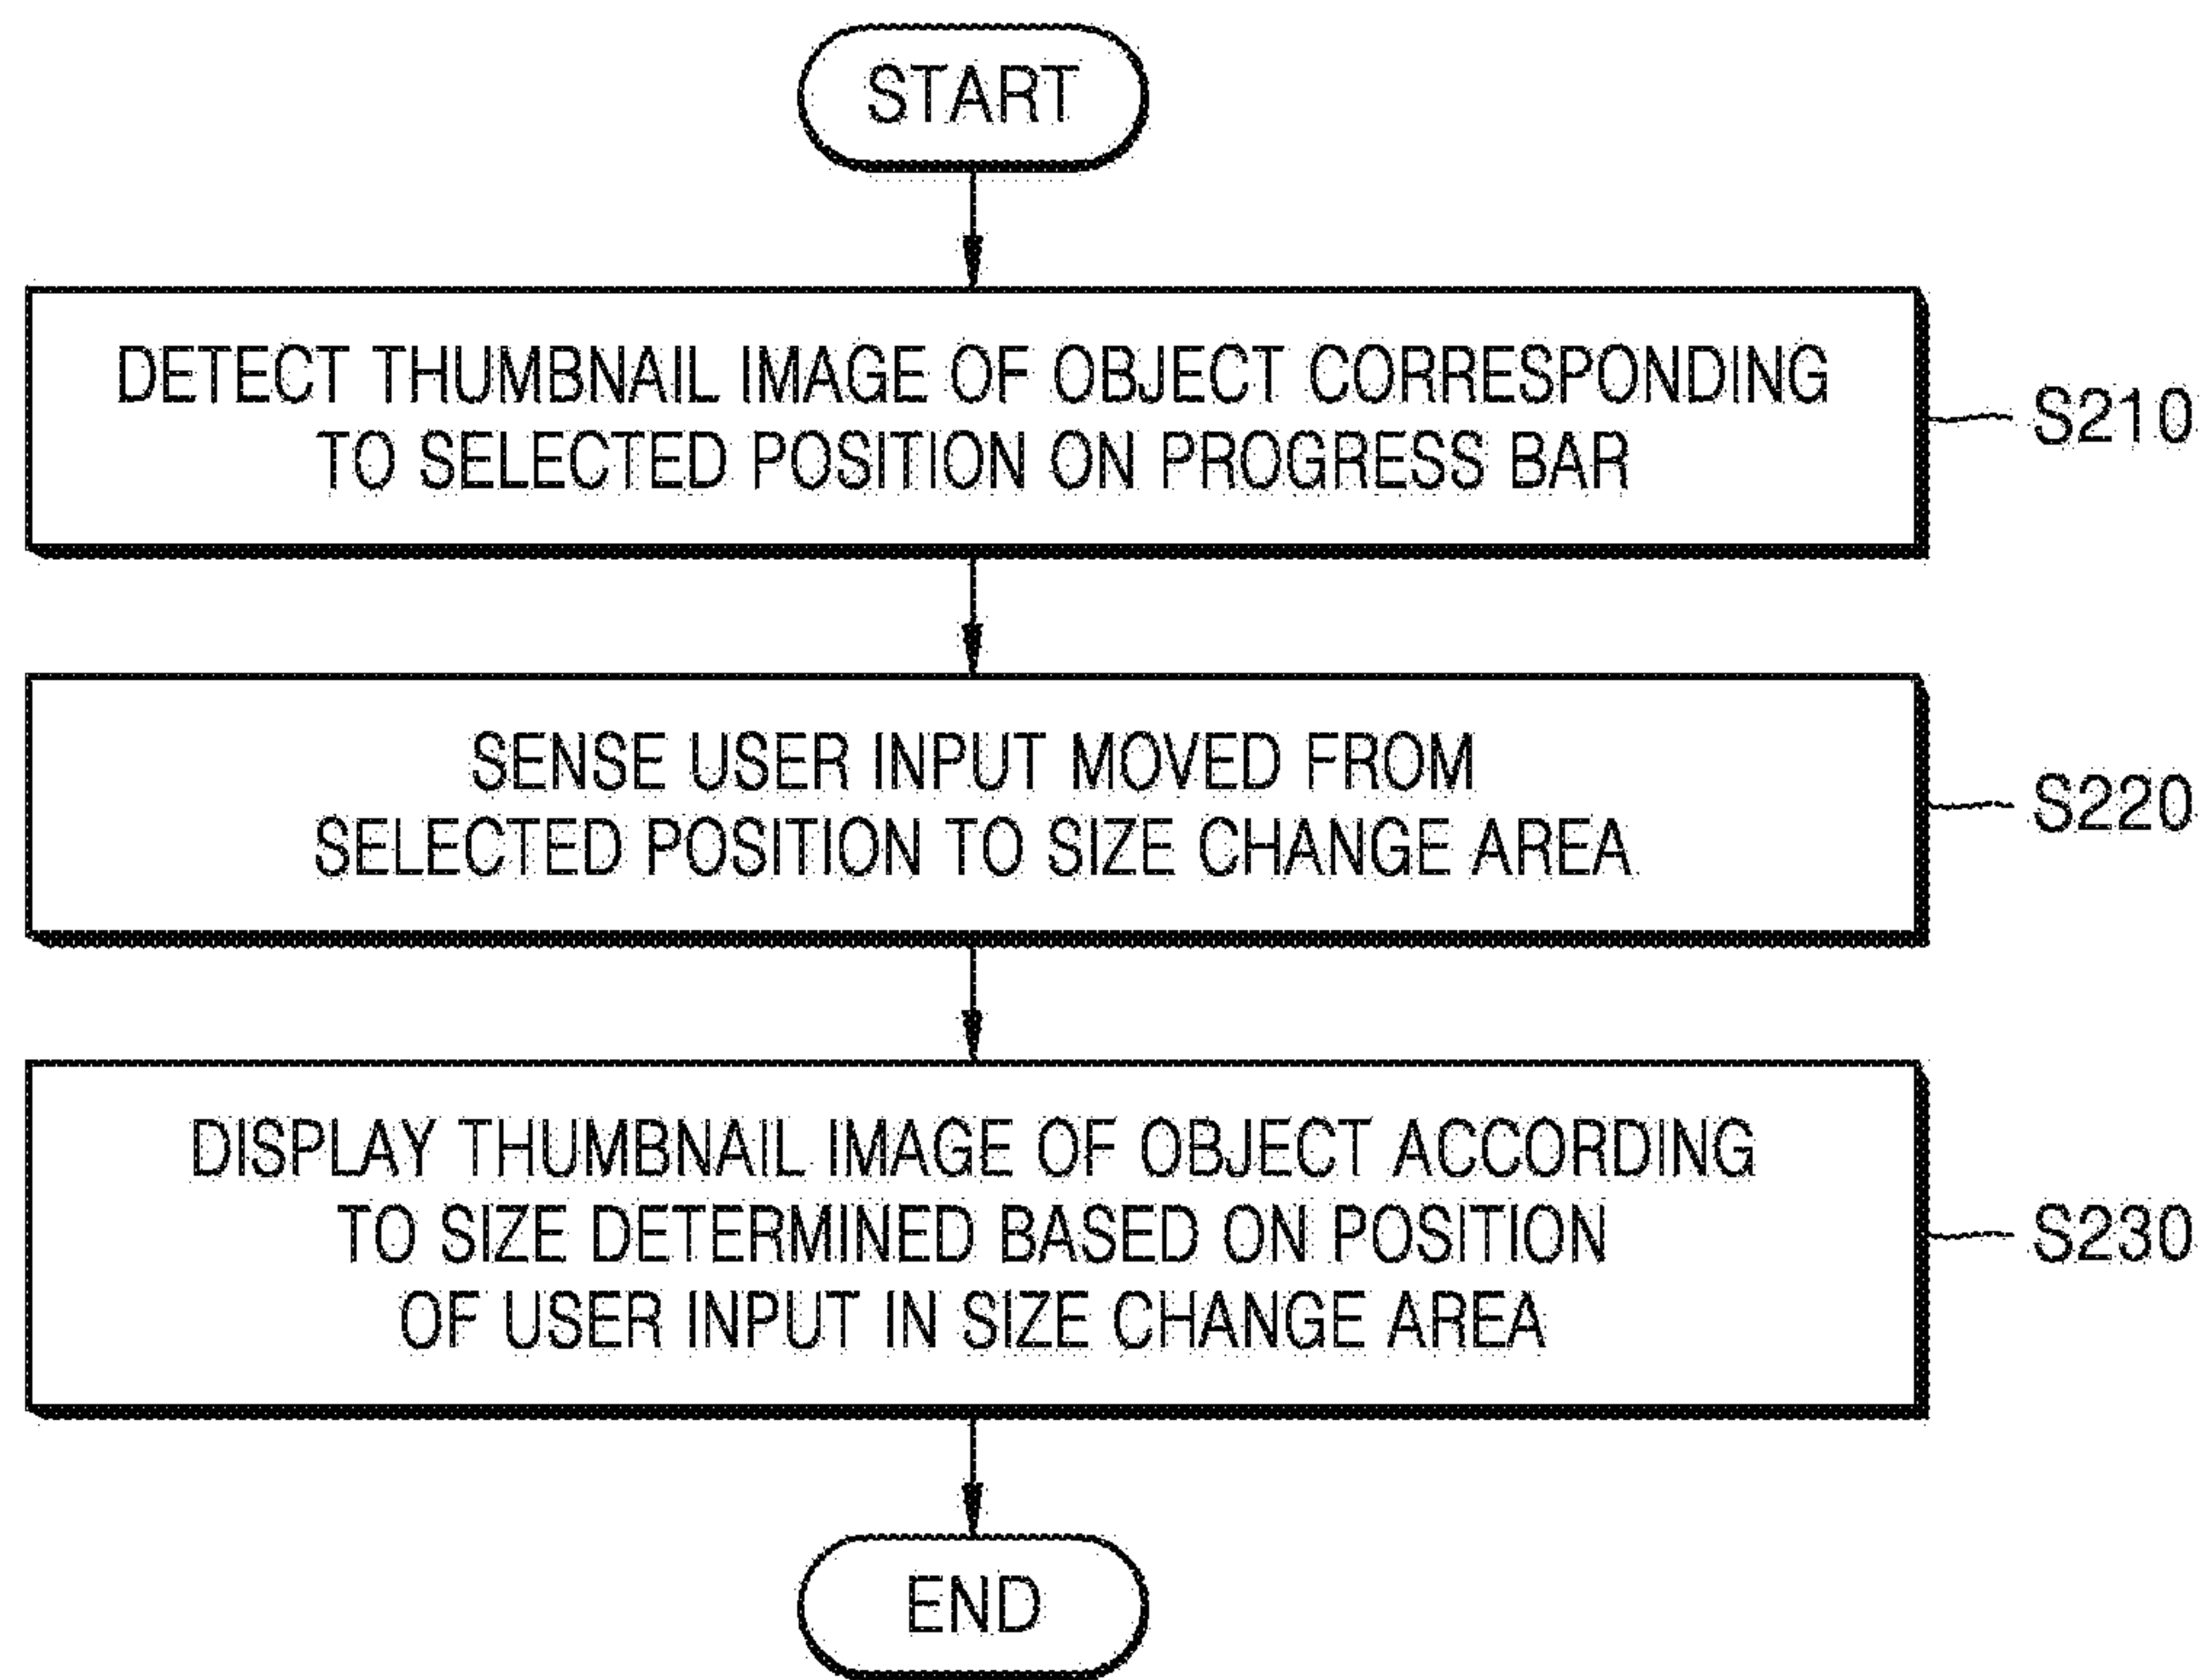 START
DETECT THUMBNAIL IMAGE OF OBJECT CORRESPONDING
TO SELECTED POSITION ON PROGRESS BAR
S210
SENSE USER INPUT MOVED FROM
SELECTED POSITION TO SIZE CHANGE AREA
S220
DISPLAY THUMBNAIL IMAGE OF OBJECT ACCORDING
TO SIZE DETERMINED BASED ON POSITION
OF USER INPUT IN SIZE CHANGE AREA
S230
END